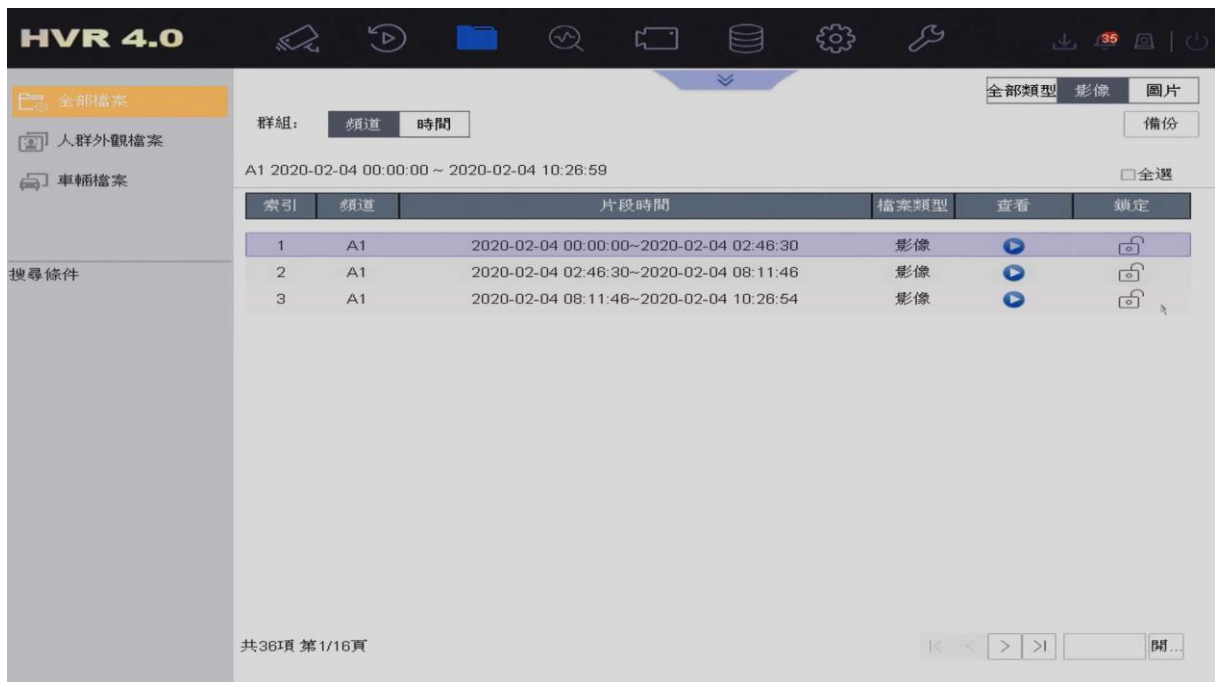 HVR 4.0
35
全部檔案
人群外觀檔案
車輛檔案
搜尋條件
全部類型 影像 圖片
群組: 頻道 時間
備份
A1 2020-02-04 00:00:00 ~ 2020-02-04 10:26:59
全選
索引 頻道 片段時間 檔案類型 查看 鎖定
1 A1 2020-02-04 00:00:00~2020-02-04 02:46:30 影像
2 A1 2020-02-04 02:46:30~2020-02-04 08:11:46 影像
3 A1 2020-02-04 08:11:46~2020-02-04 10:26:54 影像
共36項 第1/16頁
|< < > >| 開...